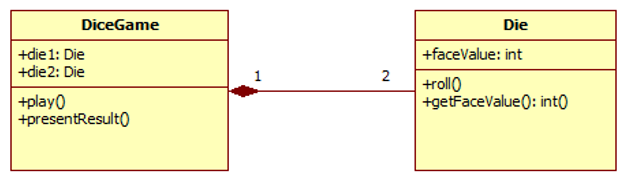 DiceGame
+die1: Die
+die2: Die
+play()
+presentResult()
1
2
Die
+faceValue: int
+roll()
+getFaceValue(): int()